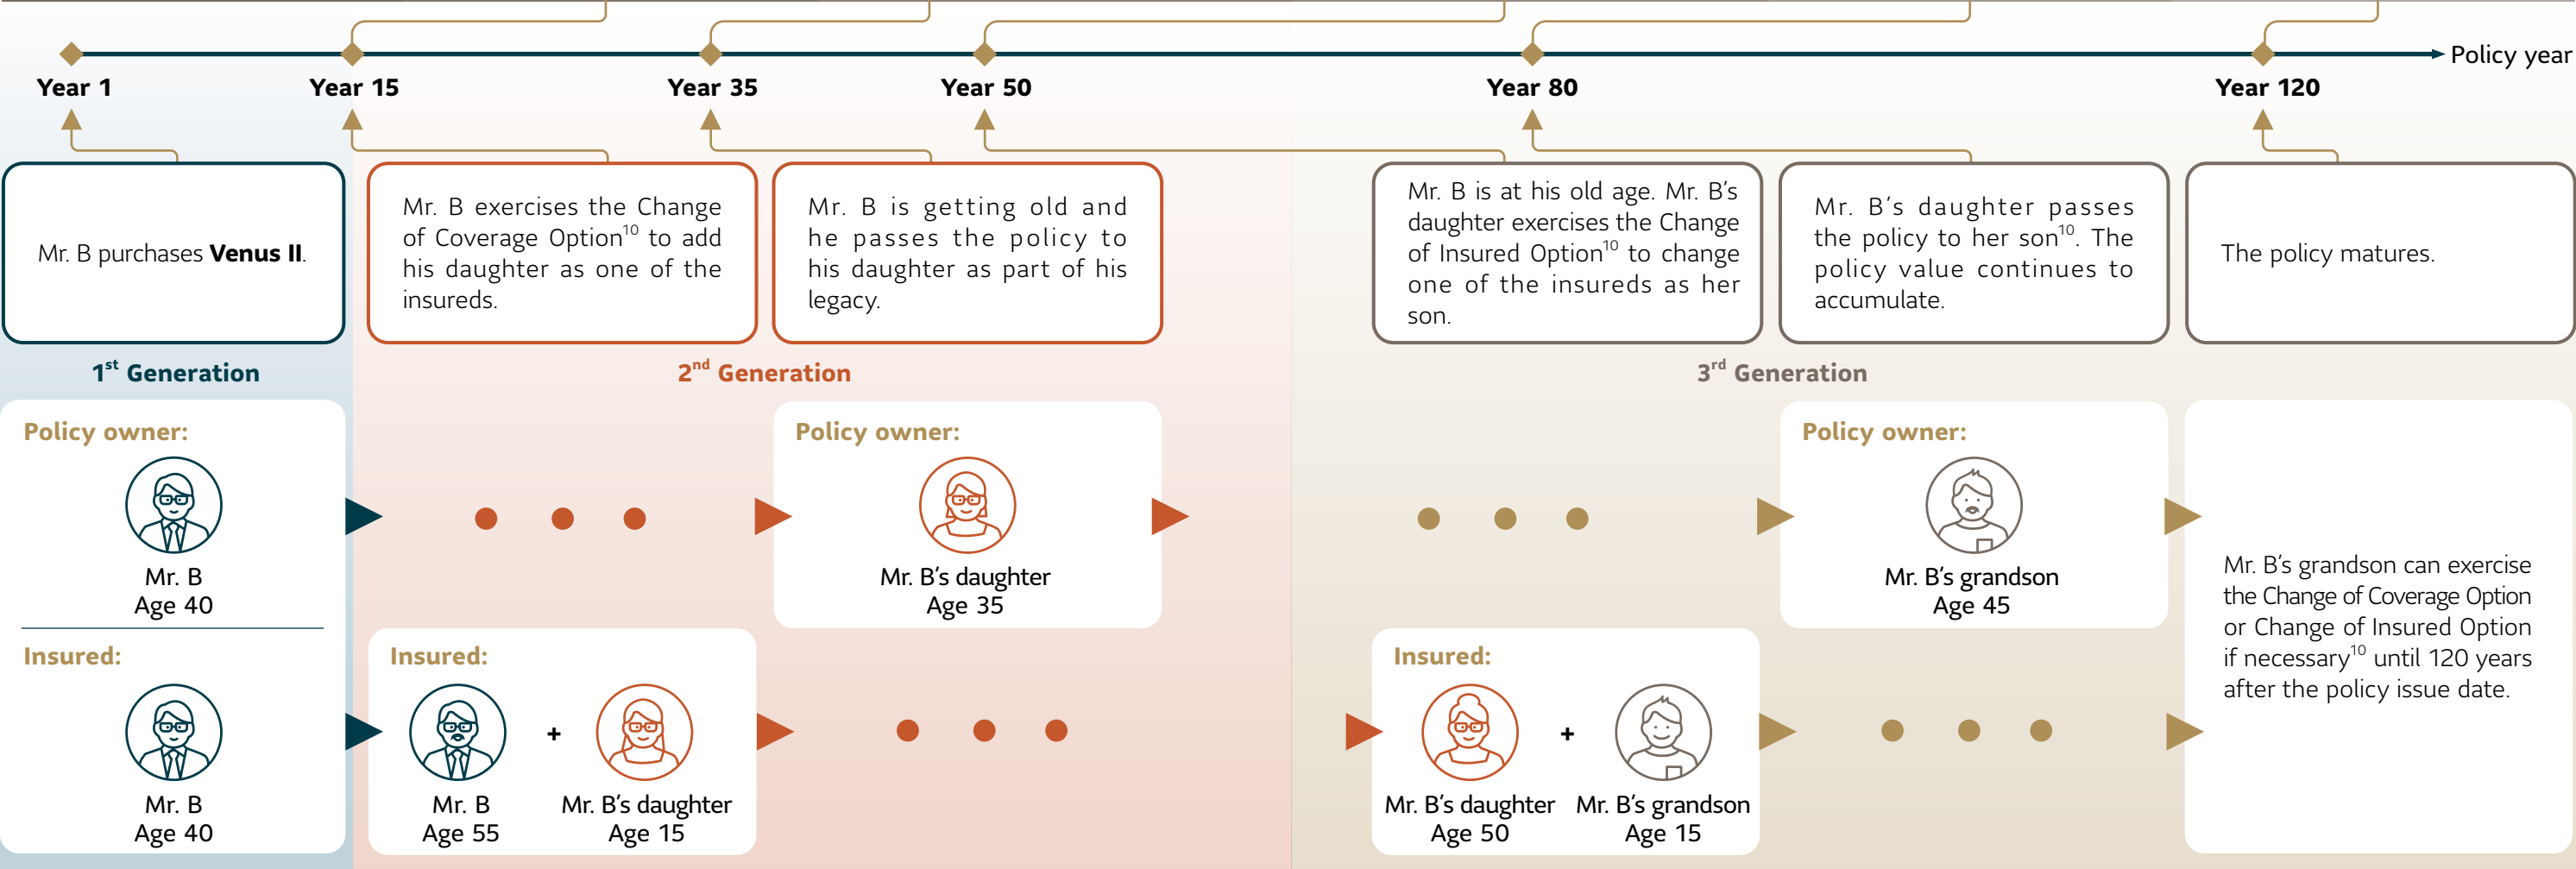 Policy year
Year 1
Year 15
Year 35
Year 50
Year 80
Year 120
Mr. B purchases Venus II.
Mr. B exercises the Change
of Coverage Option10 to add
his daughter as one of the
insureds.
Mr. B is getting old and
he passes the policy to
his daughter as part of his
legacy.
Mr. B is at his old age. Mr. B's
daughter exercises the Change
of Insured Option10 to change
one of the insureds as her
son.
Mr. B's daughter passes
the policy to her son10. The
policy value continues to
accumulate.
The policy matures.
1st Generation
2nd Generation
3rd Generation
Policy owner:
Mr. B
Age 40
Policy owner:
Mr. B's daughter
Age 35
Policy owner:
Mr. B's grandson
Age 45
Insured:
Mr. B
Age 40
Insured:
Mr. B
Age 55
+
Mr. B's daughter
Age 15
Insured:
Mr. B's daughter
Age 50
+
Mr. B's grandson
Age 15
Mr. B's grandson can exercise
the Change of Coverage Option
or Change of Insured Option
if necessary10 until 120 years
after the policy issue date.